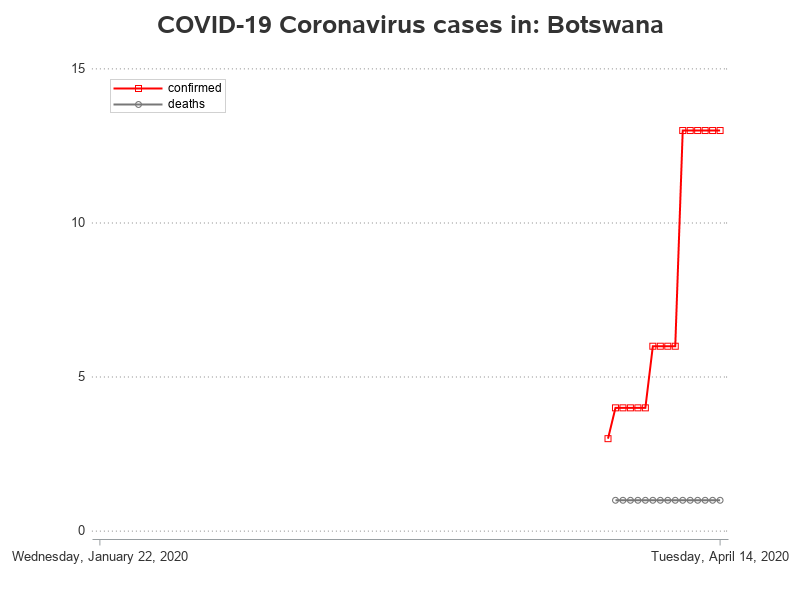 COVID-19 Coronavirus cases in: Botswana
15
confirmed
deaths
10
5
0
Wednesday, January 22, 2020
Tuesday, April 14, 2020